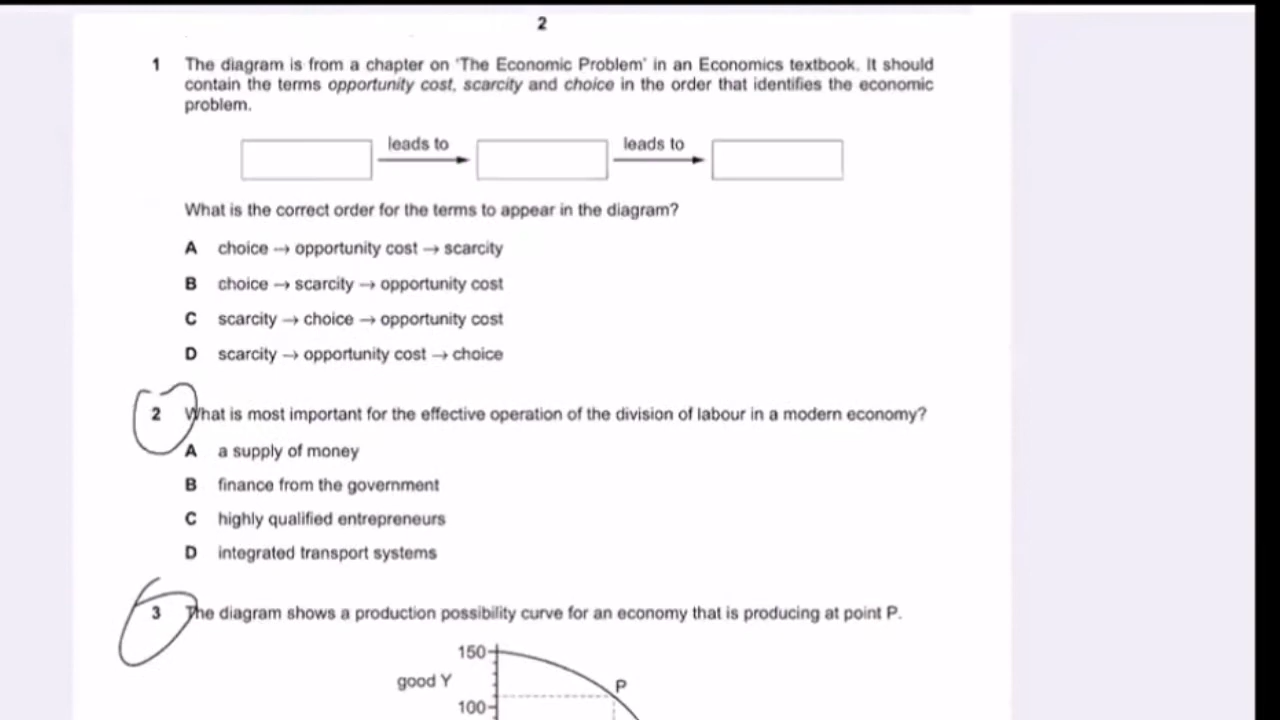 2
1 The diagram is from a chapter on 'The Economic Problem' in an Economics textbook. It should
contain the terms opportunity cost, scarcity and choice in the order that identifies the economic
problem.
leads to leads to
What is the correct order for the terms to appear in the diagram?
A choice → opportunity cost → scarcity
B choice → scarcity → opportunity cost
C scarcity → choice → opportunity cost
D scarcity → opportunity cost → choice
2 What is most important for the effective operation of the division of labour in a modern economy?
A a supply of money
B finance from the government
C highly qualified entrepreneurs
D integrated transport systems
3 The diagram shows a production possibility curve for an economy that is producing at point P.
150
good Y
P
100